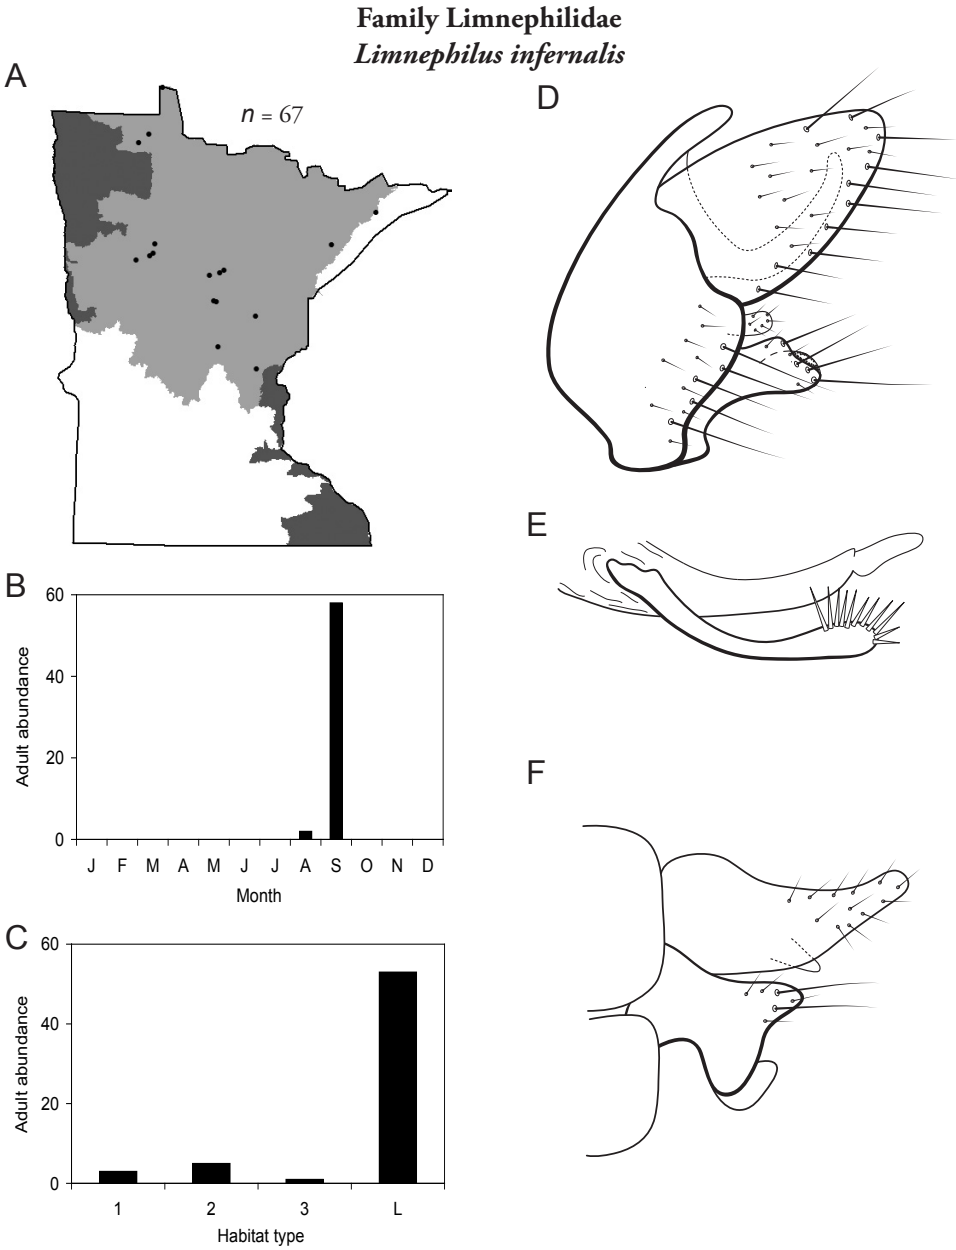 Family Limnephilidae
Limnephilus infernalis
A
n = 67
B
60
40
20
0
Adult abundance
J F M A M J J A S O N D
Month
C
60
40
20
0
Adult abundance
1 2 3 L
Habitat type
D
E
F